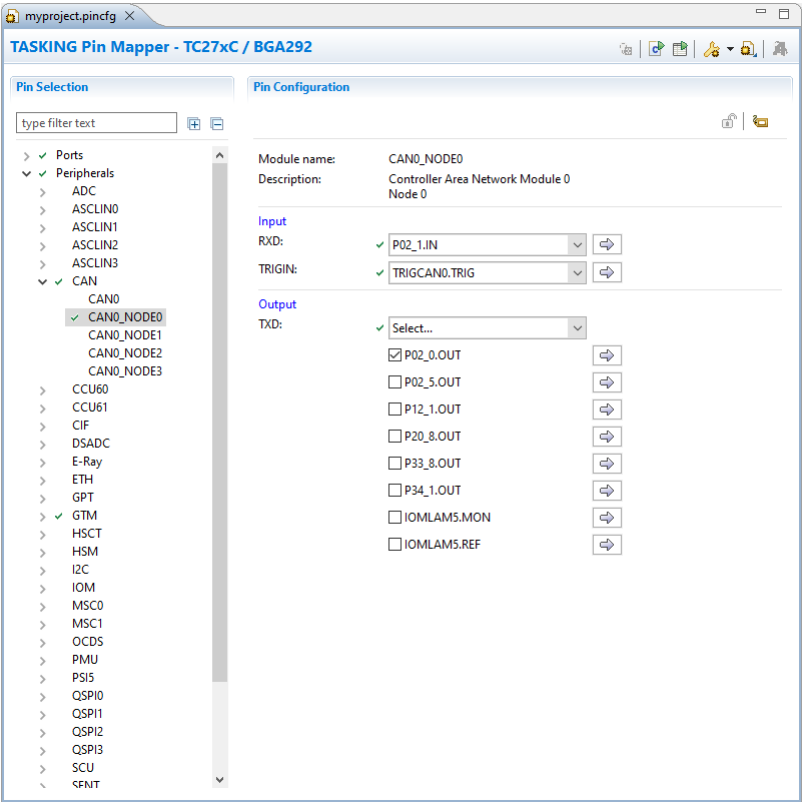 myproject.pincfg
TASKING Pin Mapper - TC27xC / BGA292
Pin Selection
type filter text
Ports
Peripherals
ADC
ASCLIN0
ASCLIN1
ASCLIN2
ASCLIN3
CAN
CAN0
CAN0_NODE0
CAN0_NODE1
CAN0_NODE2
CAN0_NODE3
CCU60
CCU61
CIF
DSADC
E-Ray
ETH
GPT
GTM
HSCT
HSM
I2C
IOM
MSC0
MSC1
OCDS
PMU
PSI5
QSPI0
QSPI1
QSPI2
QSPI3
SCU
SENT
Pin Configuration
Module name: CAN0_NODE0
Description: Controller Area Network Module 0
Node 0
Input
RXD: P02_1.IN
TRIGIN: TRIGCAN0.TRIG
Output
TXD: Select...
P02_0.OUT
P02_5.OUT
P12_1.OUT
P20_8.OUT
P33_8.OUT
P34_1.OUT
IOMLAM5.MON
IOMLAM5.REF